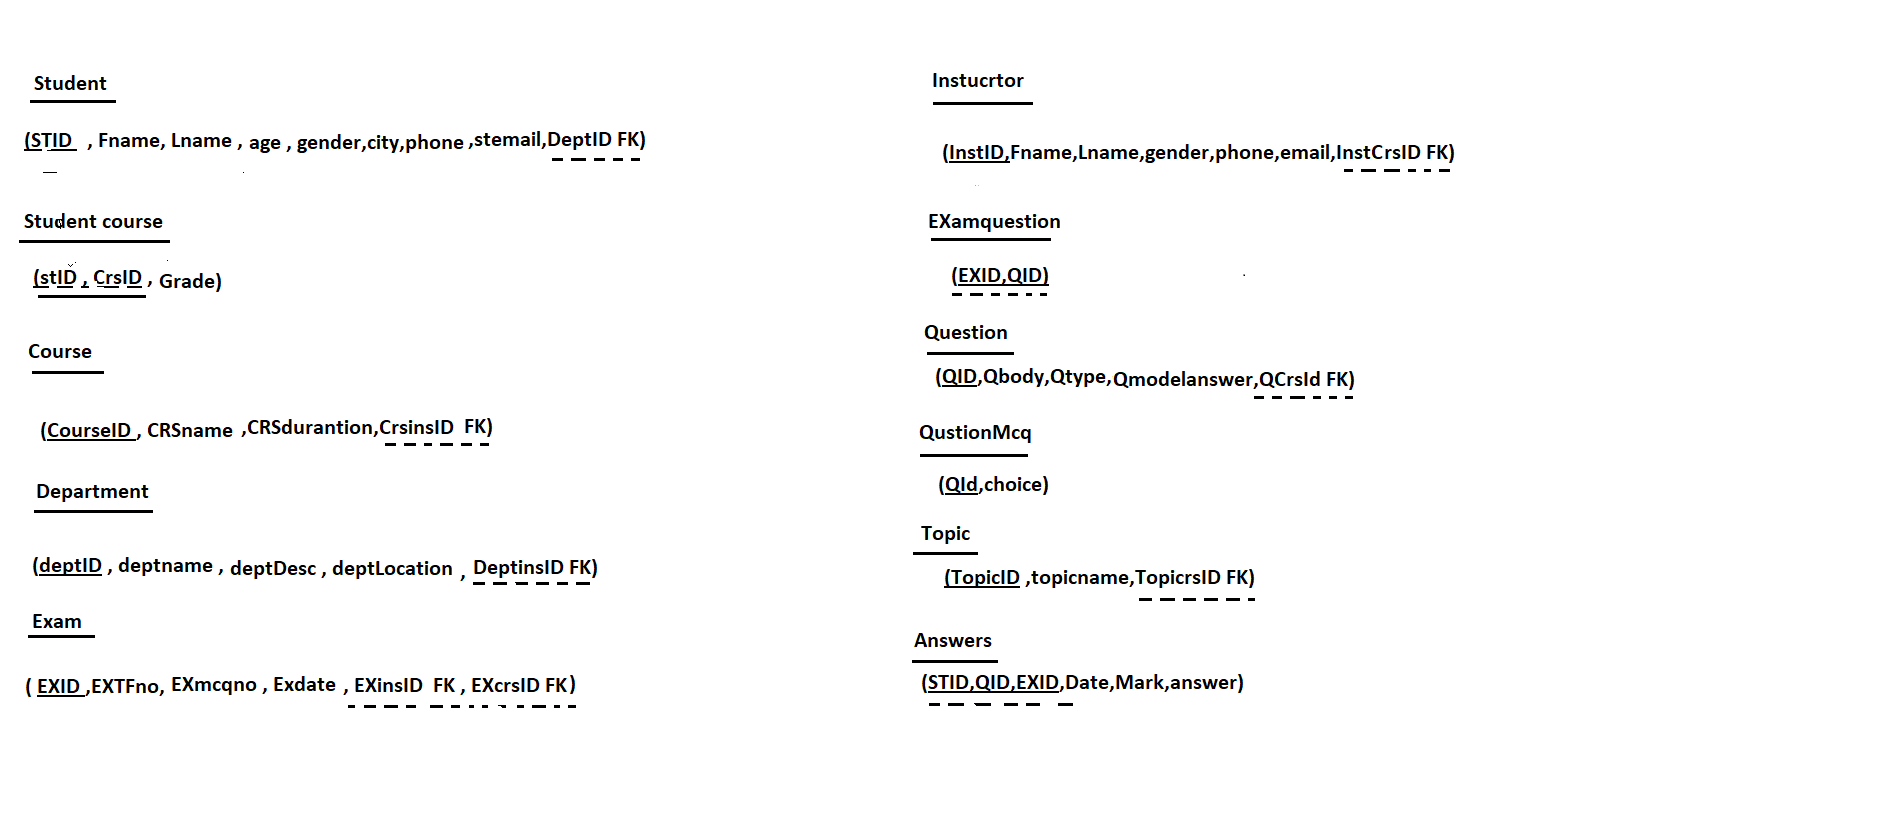 Student
(STID , Fname, Lname , age , gender,city,phone ,stemail,DeptID FK)
Student course
(stID , CrsID , Grade)
Course
(CourseID , CRSname ,CRSdurantion,CrsinsID FK)
Department
(deptID , deptname , deptDesc , deptLocation , DeptinsID FK)
Exam
( EXID ,EXTFno, EXmcqno , Exdate , EXinsID FK , EXcrsID FK)
Instucrtor
(InstID,Fname,Lname,gender,phone,email,InstCrsID FK)
EXamquestion
(EXID,QID)
Question
(QID,Qbody,Qtype,Qmodelanswer,QCrsId FK)
QustionMcq
(QId,choice)
Topic
(TopicID ,topicname,TopicrsID FK)
Answers
(STID,QID,EXID,Date,Mark,answer)